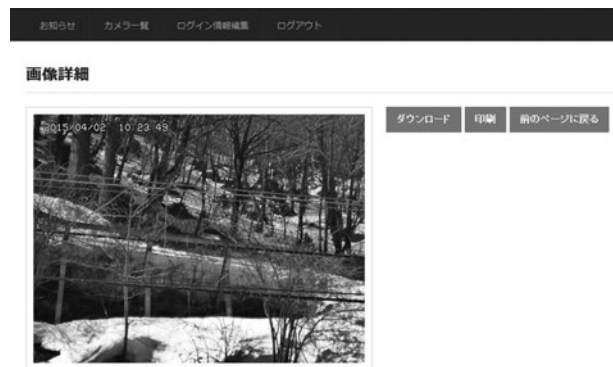 お知らせ カメラ一覧 ログイン情報編集 ログアウト
画像詳細
ダウンロード 印刷 前のページに戻る
2015/04/02 10:23:49